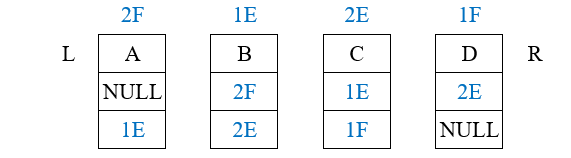 2F 1E 2E 1F
L A B C D R
NULL 2F 1E 2E
1E 2E 1F NULL